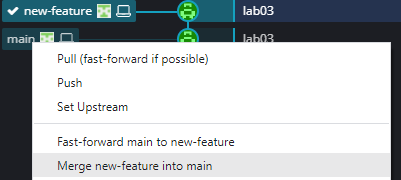 new-feature lab03
main lab03
Pull (fast-forward if possible)
Push
Set Upstream
Fast-forward main to new-feature
Merge new-feature into main